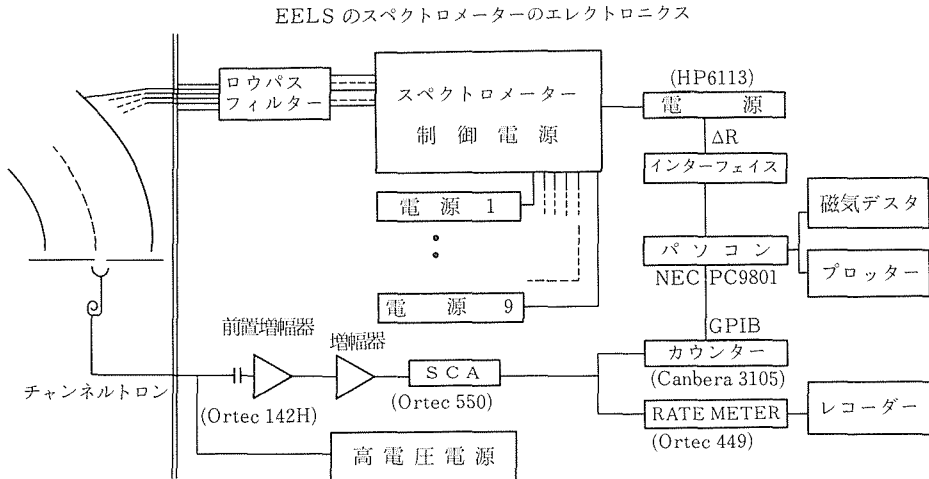 EELS のスペクトロメーターのエレクトロニクス
ロウパス
フィルター
スペクトロメーター
制御電源
(HP6113)
電源
ΔR
インターフェイス
電源 1
磁気デスタ
パソコン
NEC PC9801
プロッター
電源 9
GPIB
前置増幅器
増幅器
カウンター
(Canbera 3105)
SCA
チャンネルトロン
(Ortec 142H)
(Ortec 550)
RATE METER
レコーダー
(Ortec 449)
高電圧電源